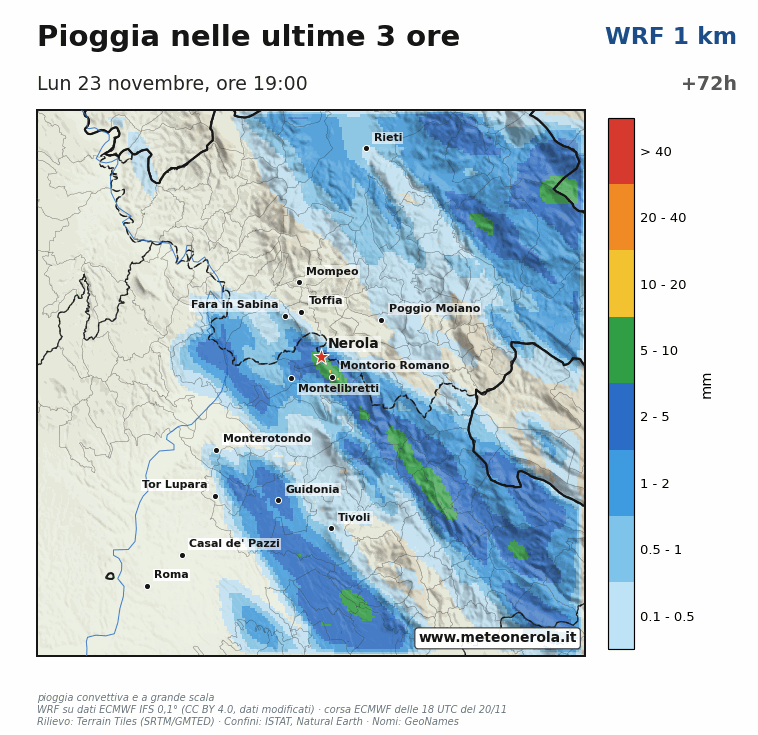 Pioggia nelle ultime 3 ore
WRF 1 km
Lun 23 novembre, ore 19:00
+72h
Rieti
Mompeo
Toffia
Fara in Sabina
Poggio Moiano
Nerola
Montorio Romano
Montelibretti
Monterotondo
Tor Lupara
Guidonia
Tivoli
Casal de' Pazzi
Roma
www.meteonerola.it
> 40
20 - 40
10 - 20
5 - 10
2 - 5
1 - 2
0.5 - 1
0.1 - 0.5
mm
pioggia convettiva e a grande scala
WRF su dati ECMWF IFS 0,1° (CC BY 4.0, dati modificati) · corsa ECMWF delle 18 UTC del 20/11
Rilievo: Terrain Tiles (SRTM/GMTED) · Confini: ISTAT, Natural Earth · Nomi: GeoNames